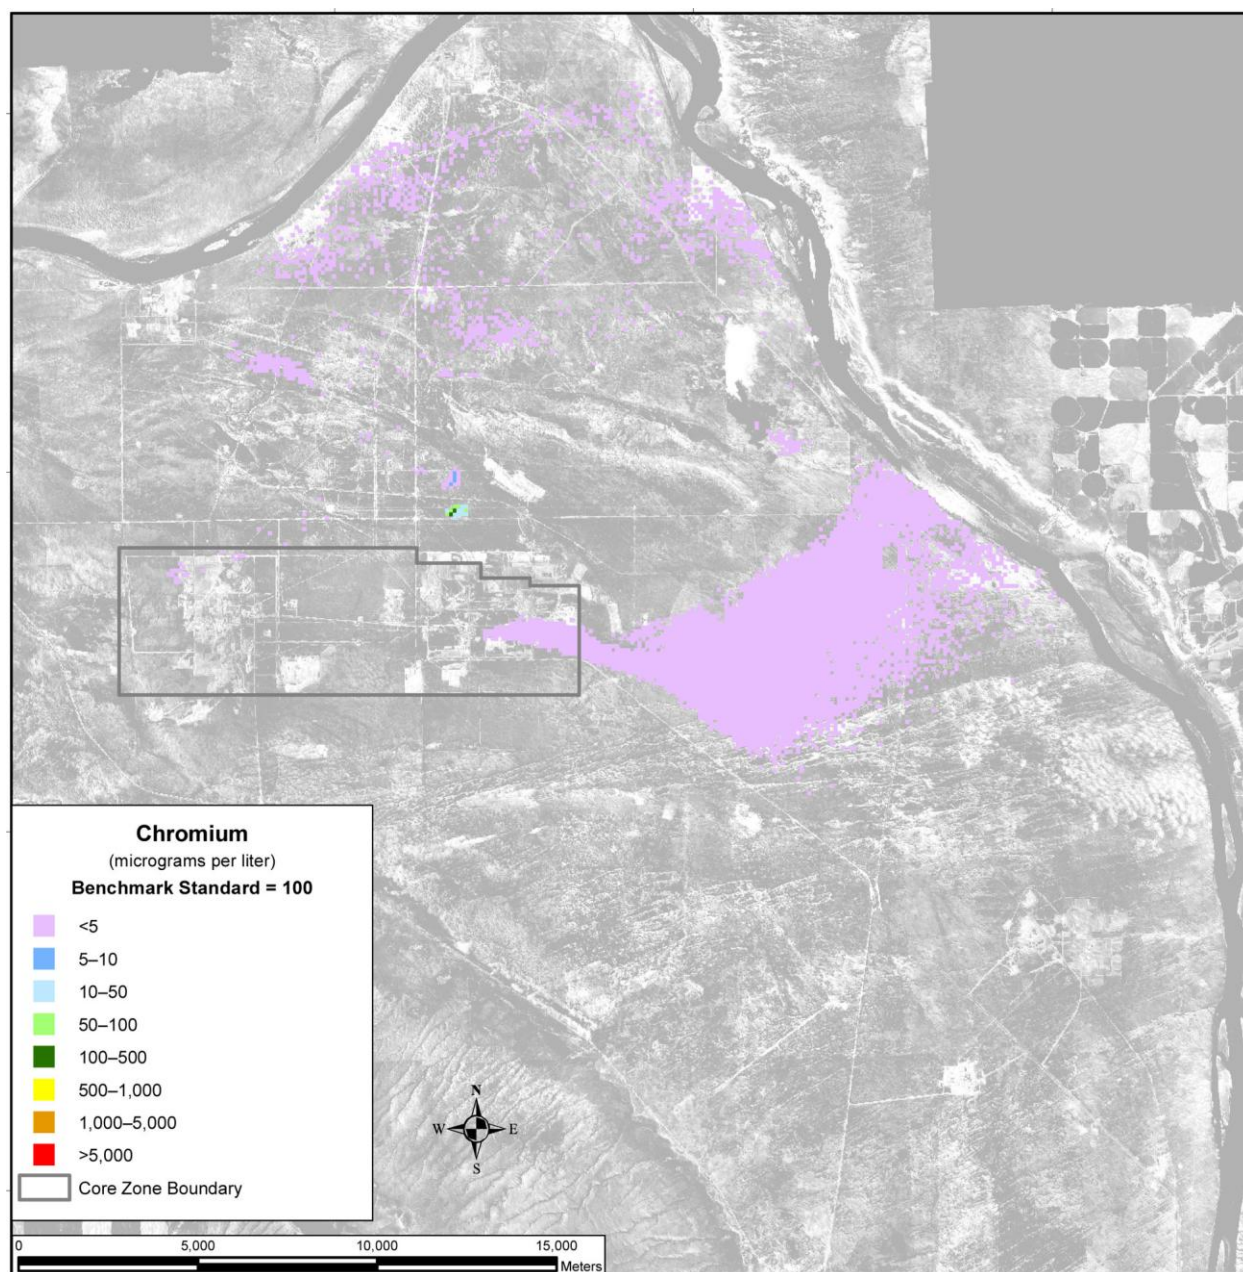 Chromium
(micrograms per liter)
Benchmark Standard = 100
<5
5–10
10–50
50–100
100–500
500–1,000
1,000–5,000
>5,000
Core Zone Boundary
N
W E
S
0 5,000 10,000 15,000
Meters